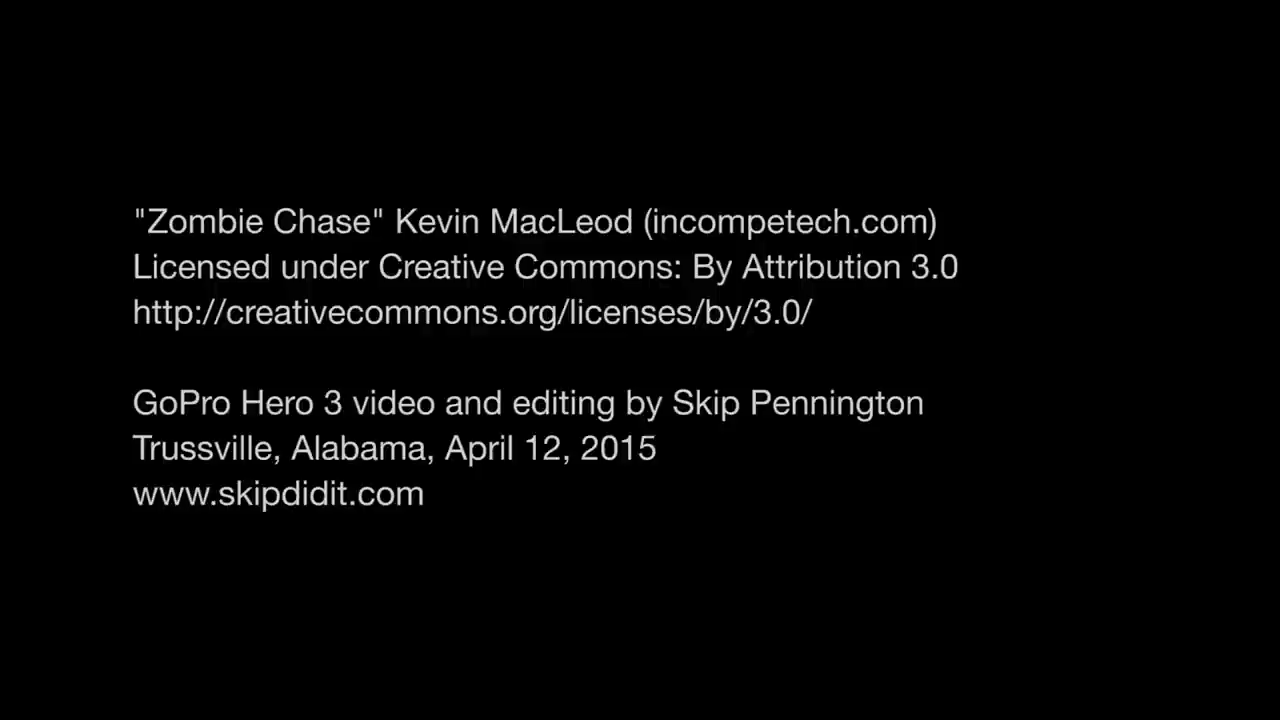 "Zombie Chase" Kevin MacLeod (incompetech.com)
Licensed under Creative Commons: By Attribution 3.0
http://creativecommons.org/licenses/by/3.0/
GoPro Hero 3 video and editing by Skip Pennington
Trussville, Alabama, April 12, 2015
www.skipdidit.com